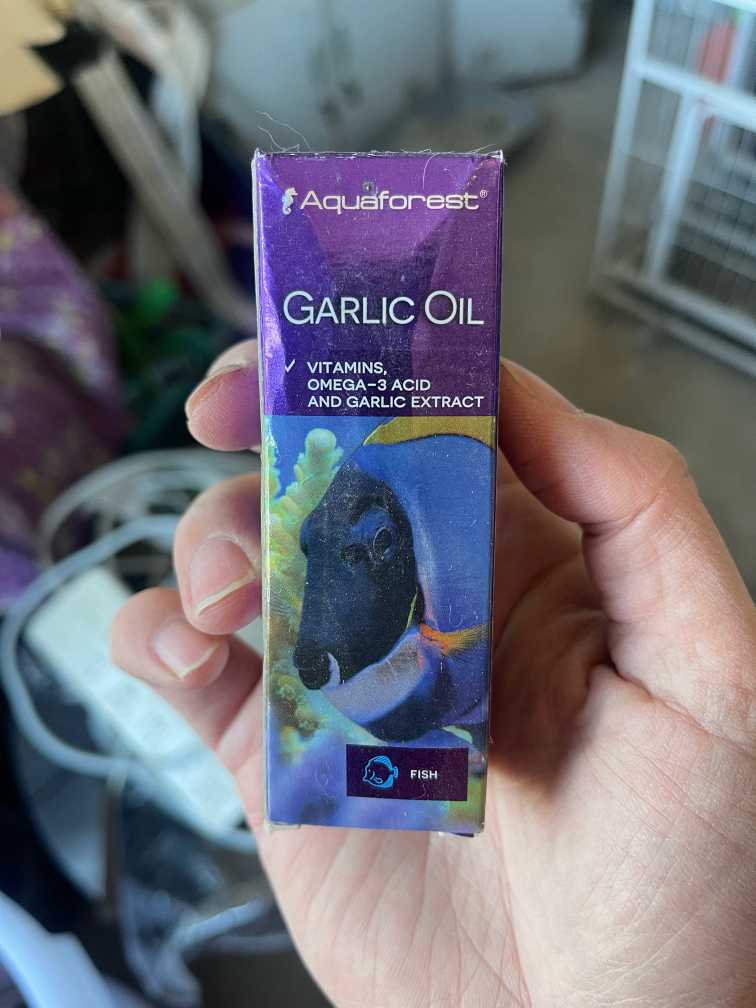 Aquaforest®
GARLIC OIL
✓ VITAMINS,
OMEGA-3 ACID
AND GARLIC EXTRACT
FISH